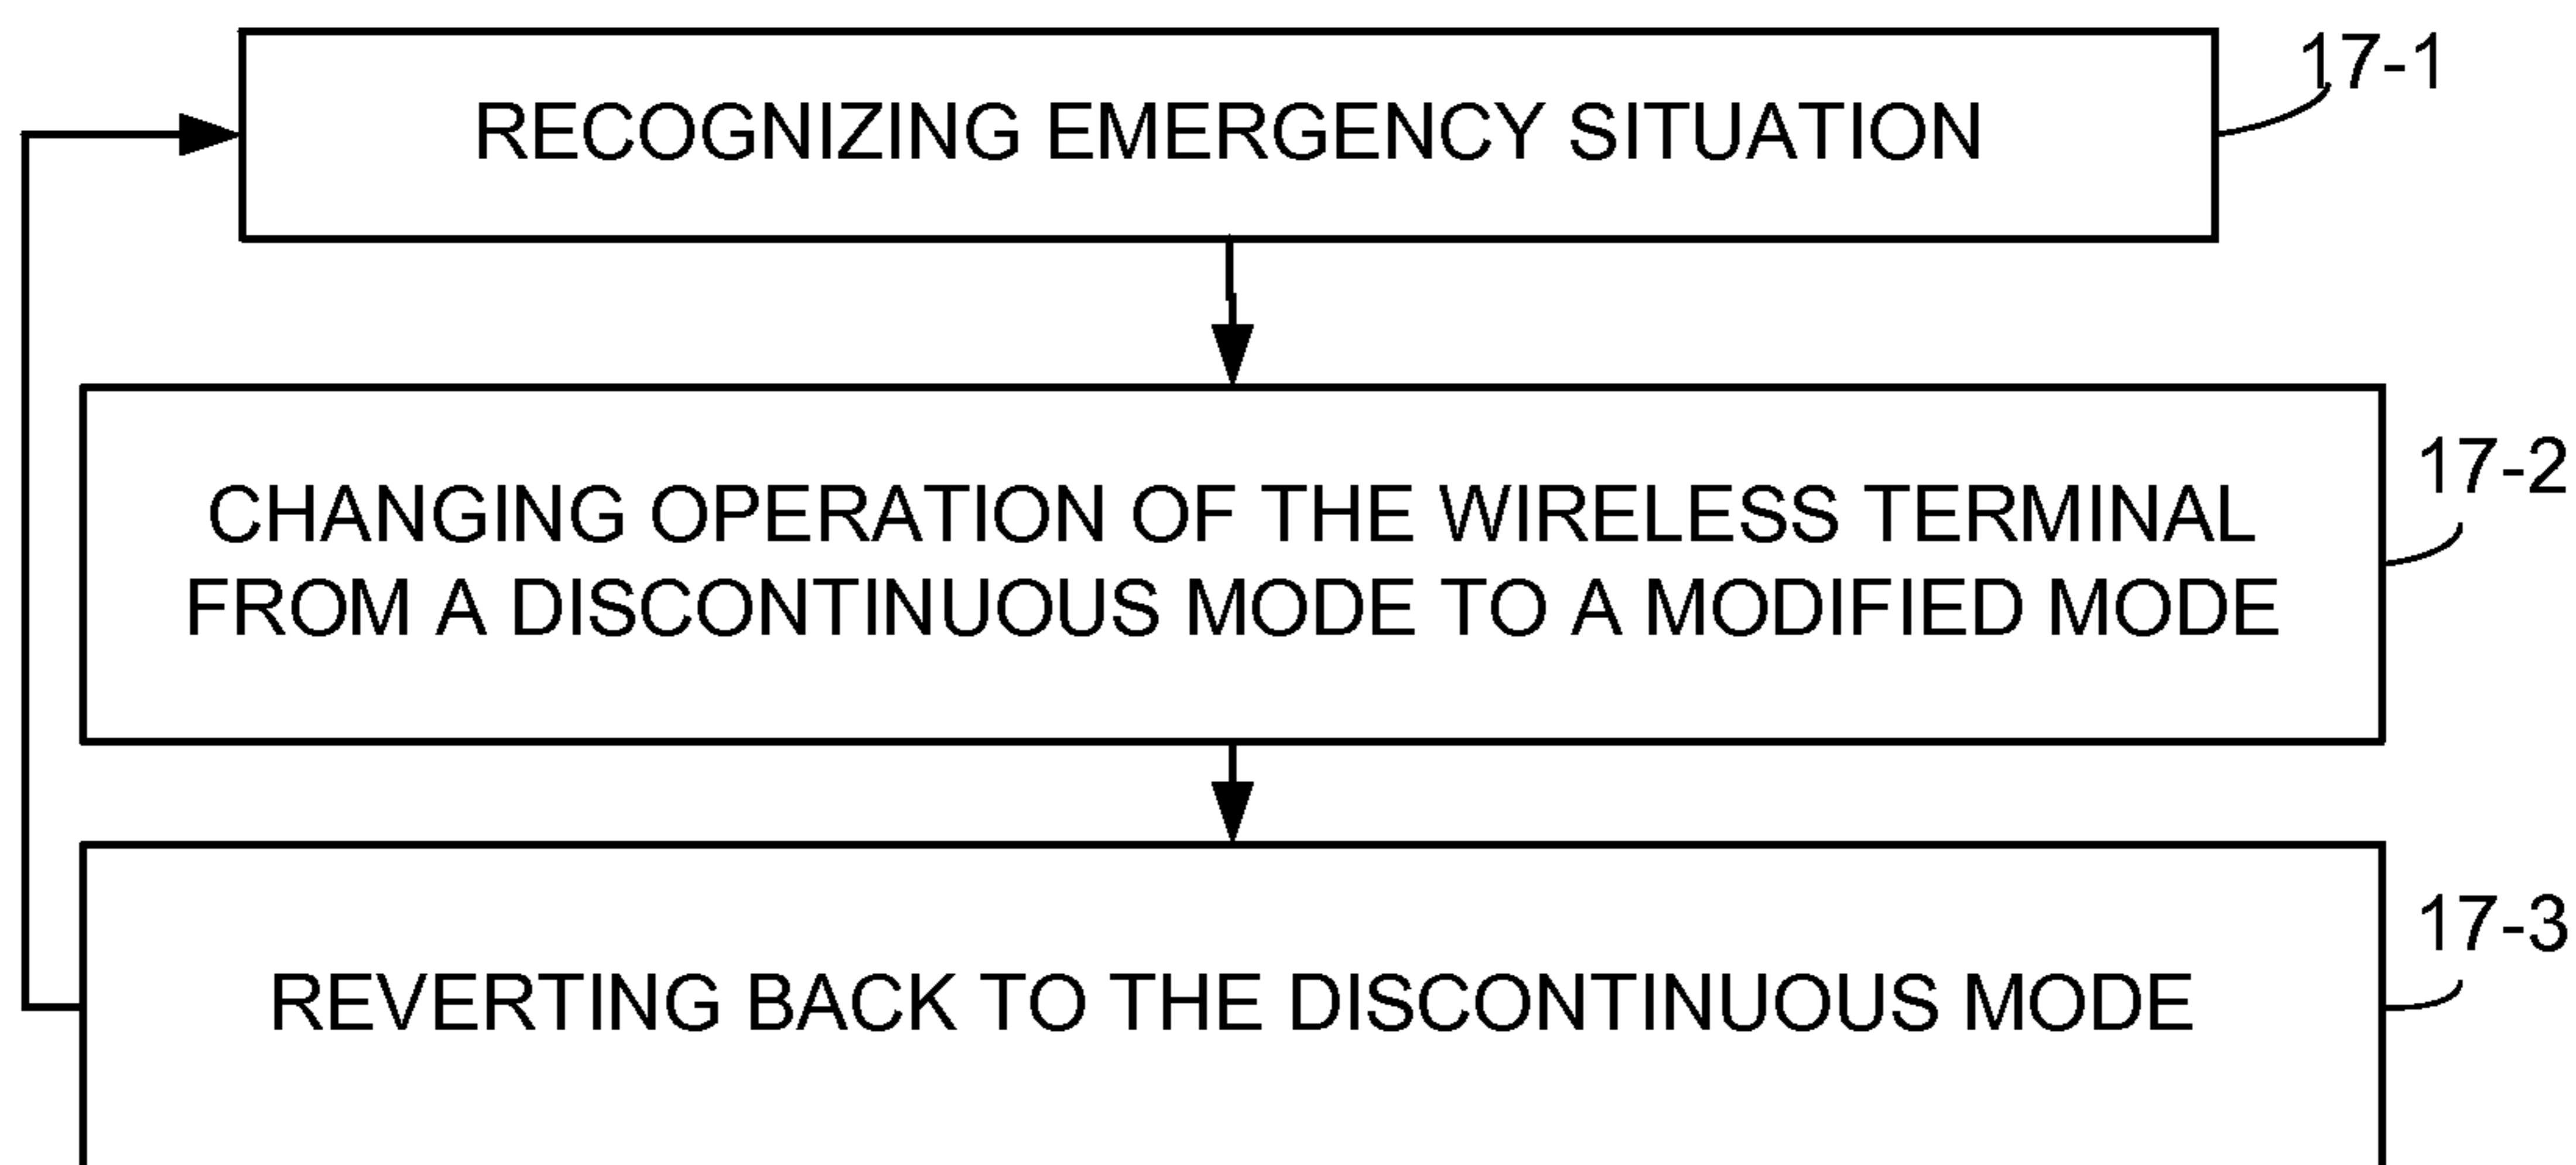 RECOGNIZING EMERGENCY SITUATION
17-1
CHANGING OPERATION OF THE WIRELESS TERMINAL
FROM A DISCONTINUOUS MODE TO A MODIFIED MODE
17-2
REVERTING BACK TO THE DISCONTINUOUS MODE
17-3